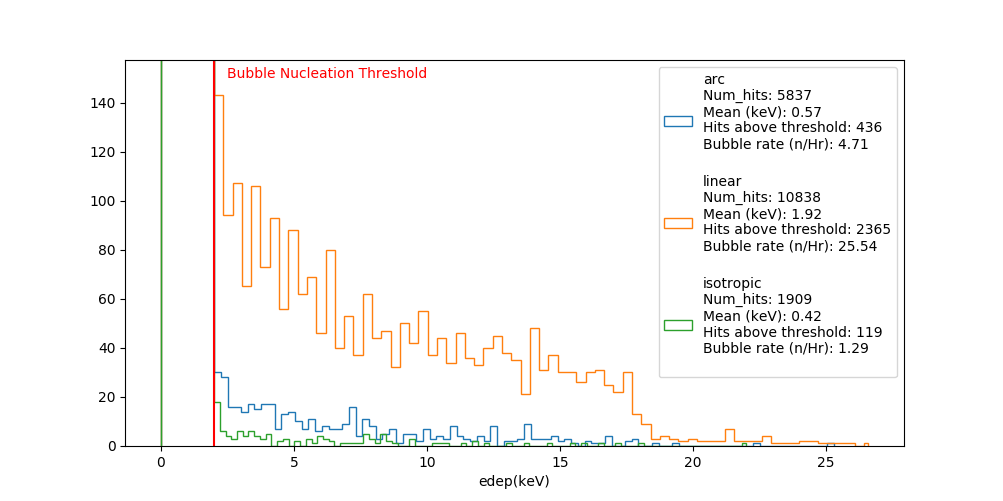 Bubble Nucleation Threshold
arc
Num_hits: 5837
Mean (keV): 0.57
Hits above threshold: 436
Bubble rate (n/Hr): 4.71
linear
Num_hits: 10838
Mean (keV): 1.92
Hits above threshold: 2365
Bubble rate (n/Hr): 25.54
isotropic
Num_hits: 1909
Mean (keV): 0.42
Hits above threshold: 119
Bubble rate (n/Hr): 1.29
140
120
100
80
60
40
20
0
0 5 10 15 20 25
edep(keV)